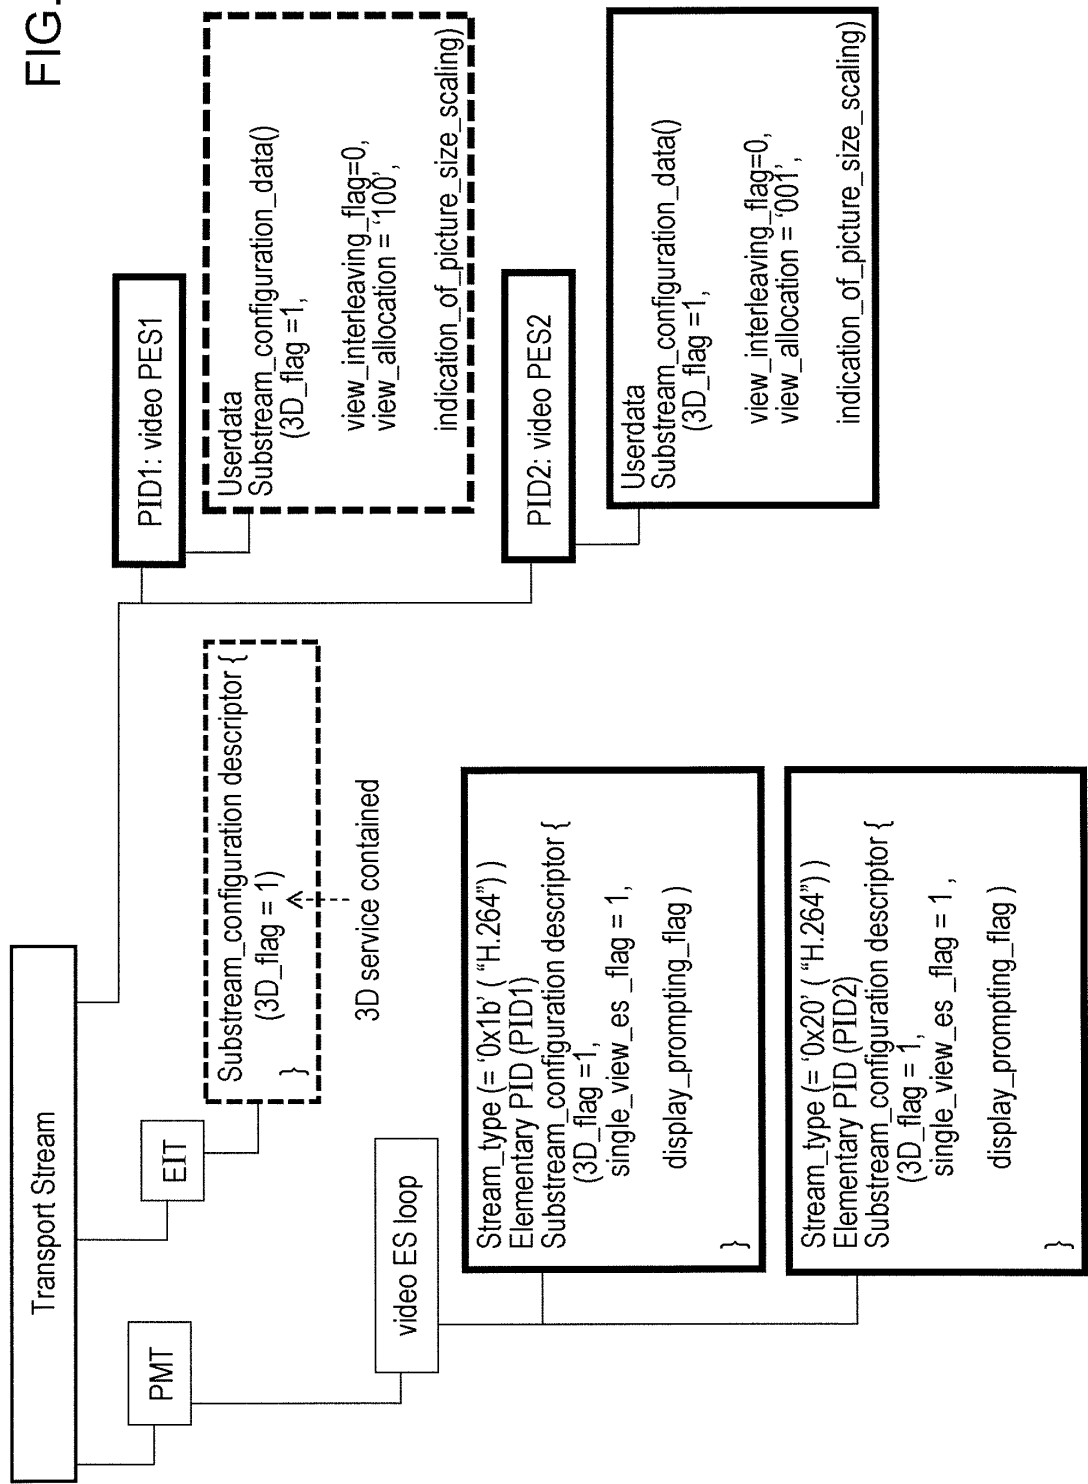 FIG.
Transport Stream
PMT
EIT
Substream_configuration descriptor {
(3D_flag = 1)
}
3D service contained
video ES loop
Stream_type (= ‘0x1b’ ( “H.264”) )
Elementary PID (PID1)
Substream_configuration descriptor {
(3D_flag =1,
single_view_es _flag = 1,
display_prompting_flag )
}
Stream_type (= ‘0x20’ ( “H.264”) )
Elementary PID (PID2)
Substream_configuration descriptor {
(3D_flag = 1,
single_view_es _flag = 1 ,
display_prompting_flag )
}
PID1: video PES1
Userdata
Substream_configuration_data()
(3D_flag =1,
view_interleaving_flag=0,
view_allocation = ‘100’,
indication_of_picture_size_scaling)
PID2: video PES2
Userdata
Substream_configuration_data()
(3D_flag =1,
view_interleaving_flag=0,
view_allocation = ‘001’,
indication_of_picture_size_scaling)